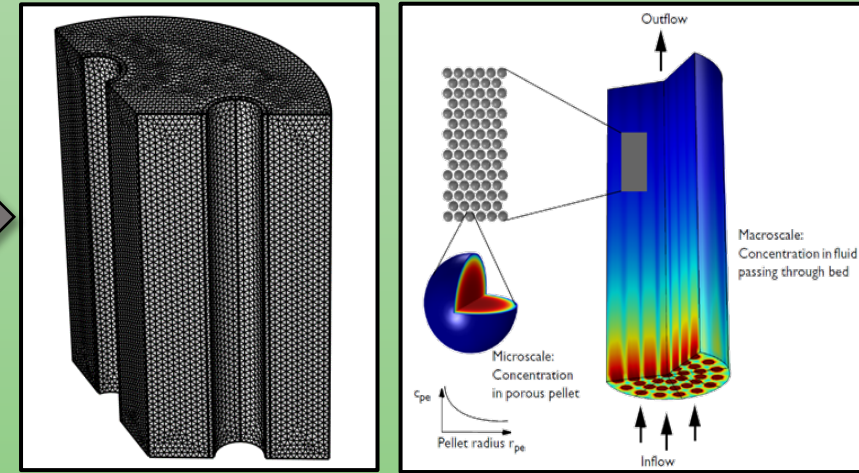 Outflow
Macroscale:
Concentration in fluid
passing through bed
Microscale:
Concentration
in porous pellet
cpe
Pellet radius rpe
Inflow